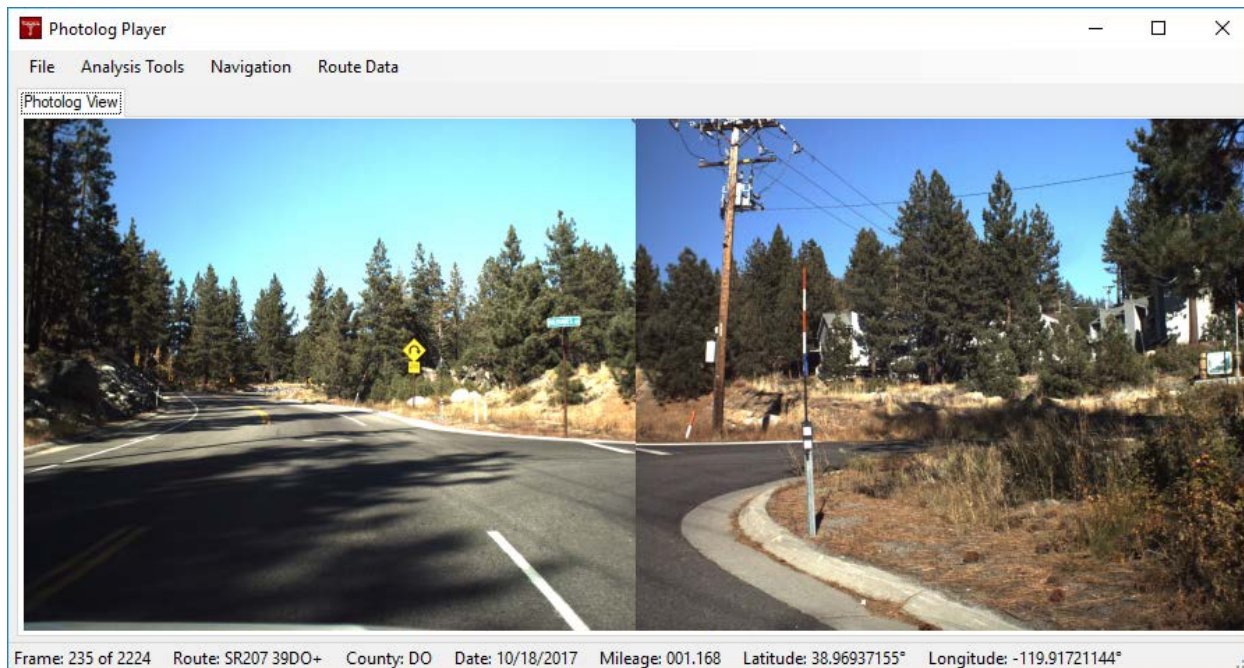 Photolog Player
File Analysis Tools Navigation Route Data
Photolog View
Frame: 235 of 2224 Route: SR207 39DO+ County: DO Date: 10/18/2017 Mileage: 001.168 Latitude: 38.96937155° Longitude: -119.91721144°